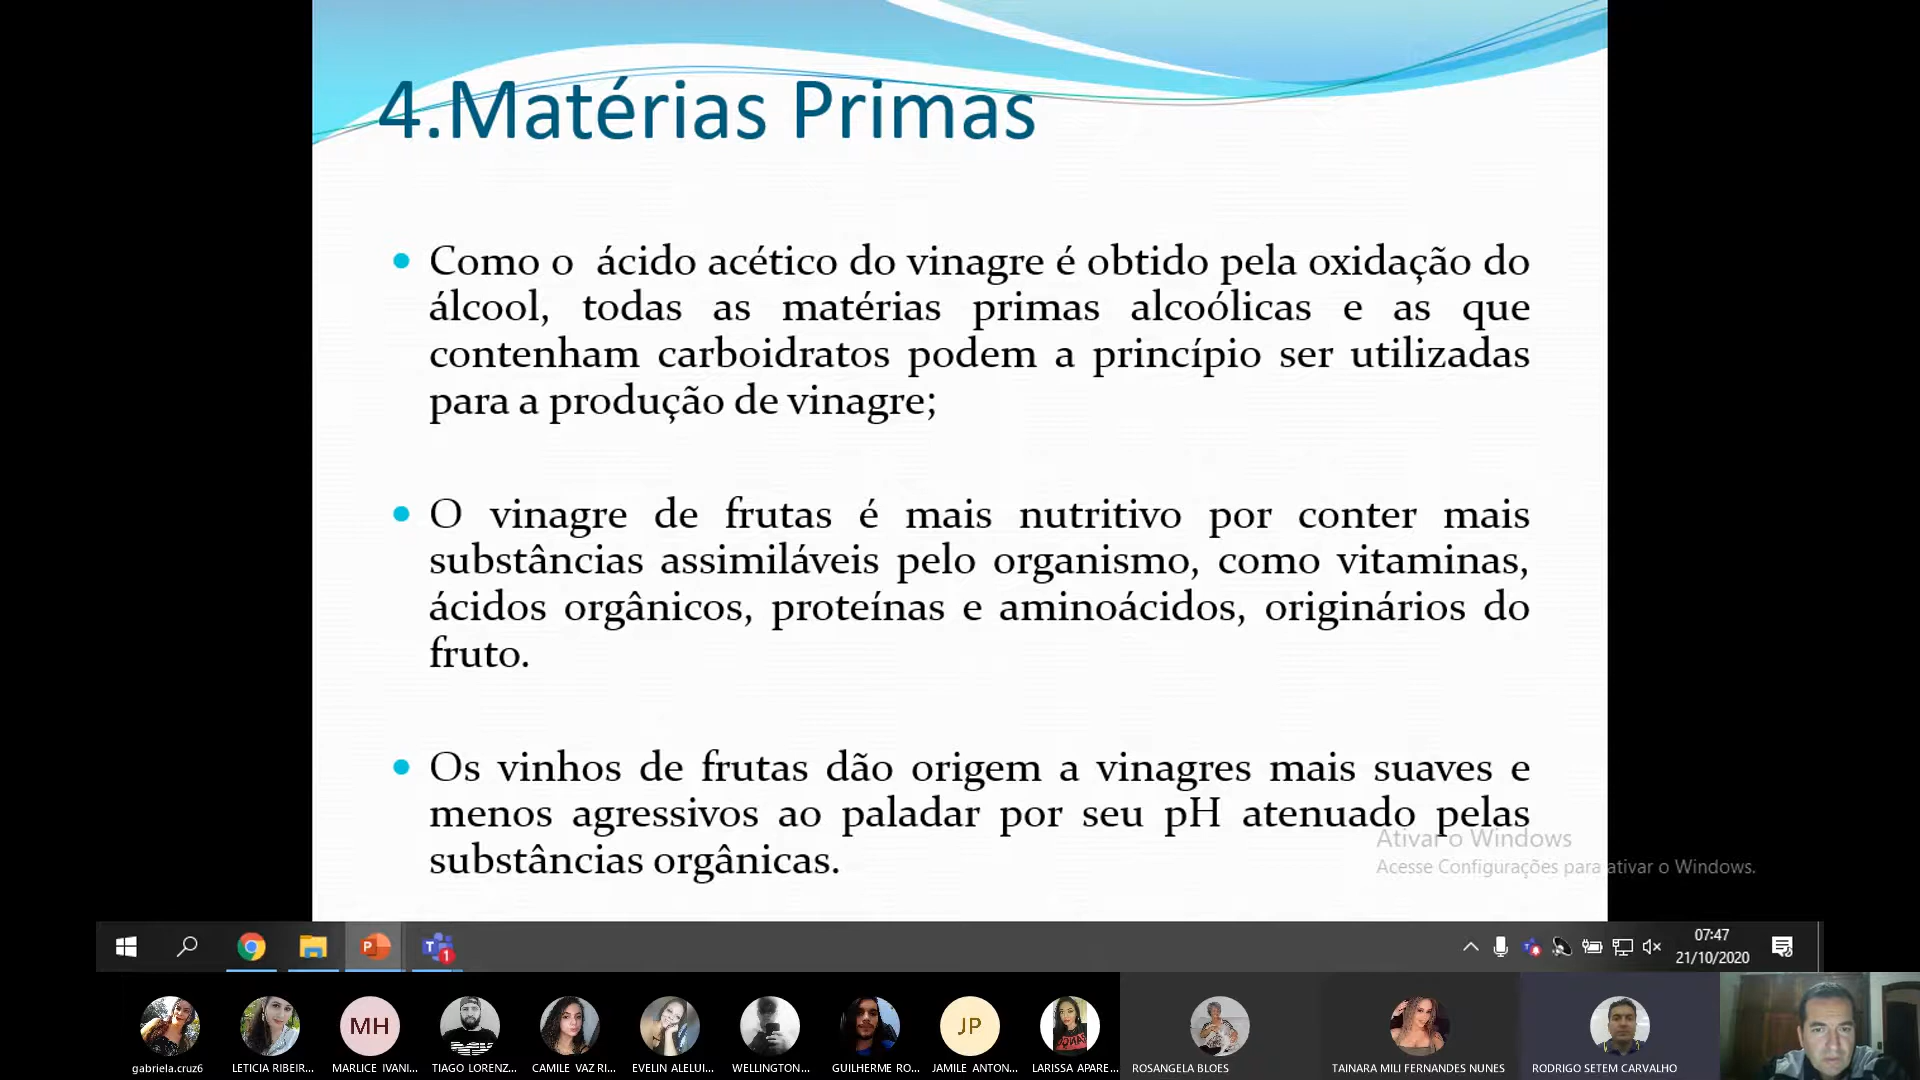 4.Matérias Primas
Como o ácido acético do vinagre é obtido pela oxidação do
álcool, todas as matérias primas alcoólicas e as que
contenham carboidratos podem a princípio ser utilizadas
para a produção de vinagre;
O vinagre de frutas é mais nutritivo por conter mais
substâncias assimiláveis pelo organismo, como vitaminas,
ácidos orgânicos, proteínas e aminoácidos, originários do
fruto.
Os vinhos de frutas dão origem a vinagres mais suaves e
menos agressivos ao paladar por seu pH atenuado pelas
substâncias orgânicas.
Ativar o Windows
Acesse Configurações para ativar o Windows.
07:47
21/10/2020
MH
JP
gabriela.cruz6
LETICIA RIBEIR...
MARLICE IVANI...
TIAGO LORENZ...
CAMILE VAZ RI...
EVELIN ALELUI...
WELLINGTON...
GUILHERME RO...
JAMILE ANTON...
LARISSA APARE...
ROSANGELA BLOES
TAINARA MILI FERNANDES NUNES
RODRIGO SETEM CARVALHO